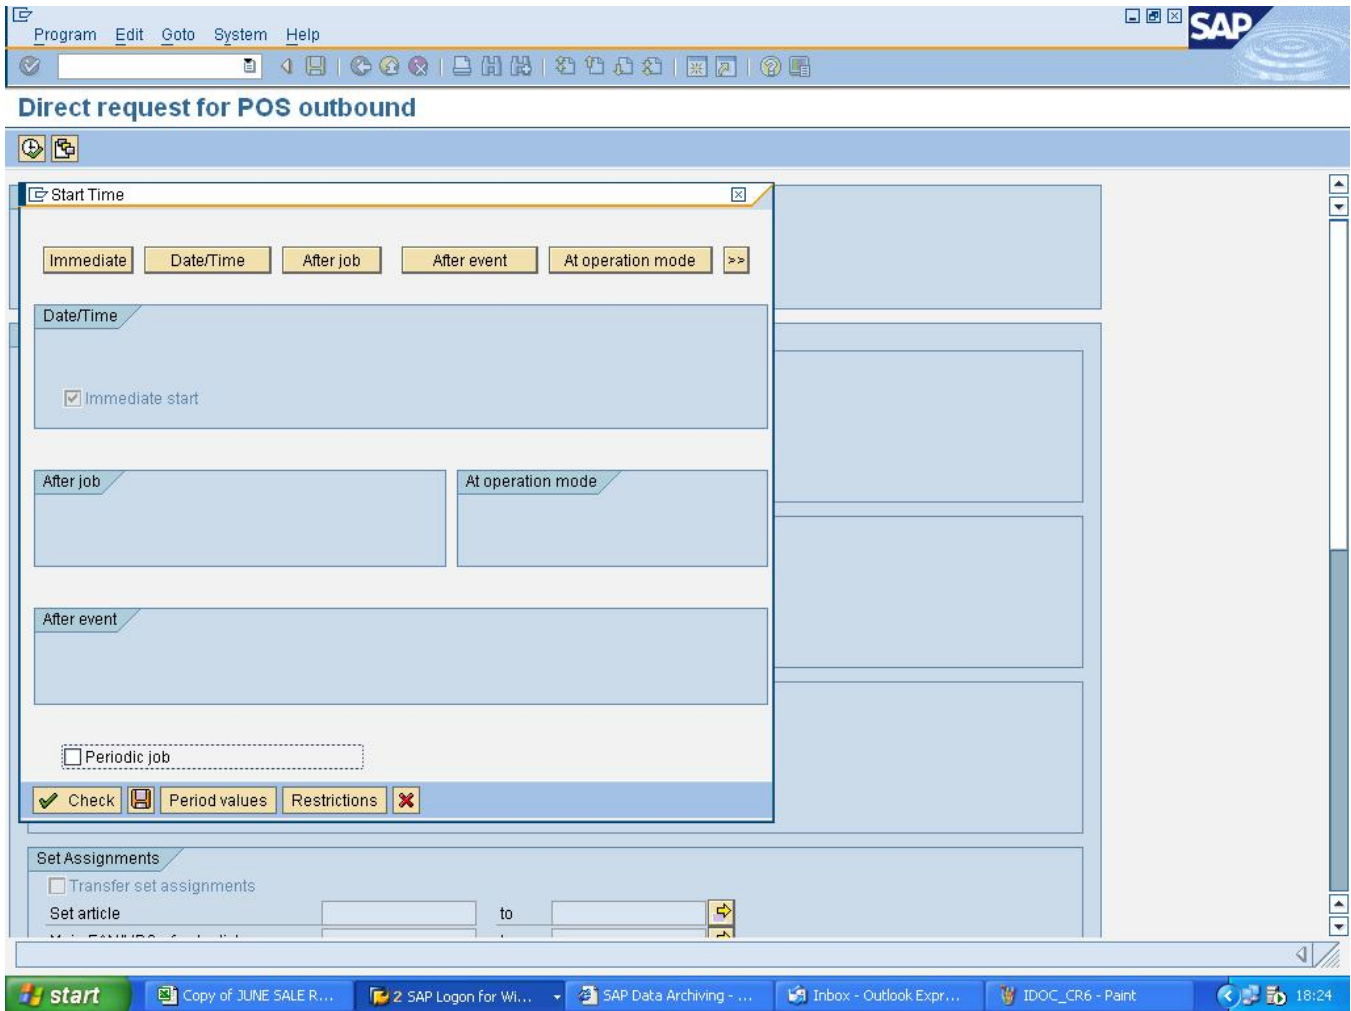 Program Edit Goto System Help
SAP
Direct request for POS outbound
Start Time
Immediate Date/Time After job After event At operation mode >>
Date/Time
Immediate start
After job At operation mode
After event
Periodic job
Check Period values Restrictions
Set Assignments
Transfer set assignments
Set article to
start Copy of JUNE SALE R... 2 SAP Logon for Wi... SAP Data Archiving - ... Inbox - Outlook Expr... IDOC_CR6 - Paint 18:24